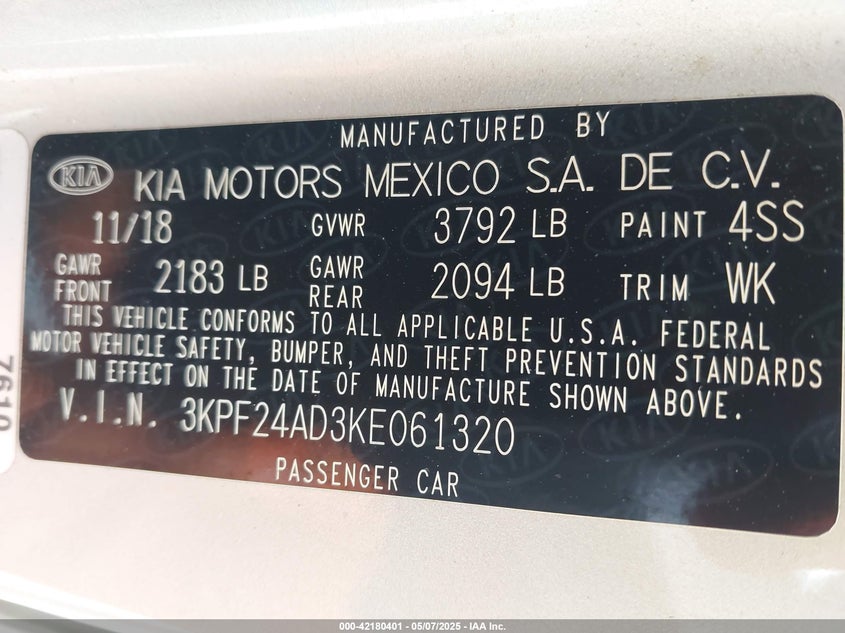 MANUFACTURED BY
KIA KIA MOTORS MEXICO S.A. DE C.V.
11/18 GVWR 3792 LB PAINT 4SS
GAWR FRONT 2183 LB GAWR REAR 2094 LB TRIM WK
THIS VEHICLE CONFORMS TO ALL APPLICABLE U.S.A. FEDERAL
MOTOR VEHICLE SAFETY, BUMPER, AND THEFT PREVENTION STANDARDS
IN EFFECT ON THE DATE OF MANUFACTURE SHOWN ABOVE.
V.I.N. 3KPF24AD3KE061320
PASSENGER CAR
7610
000-42180401 - 05/07/2025 - IAA Inc.